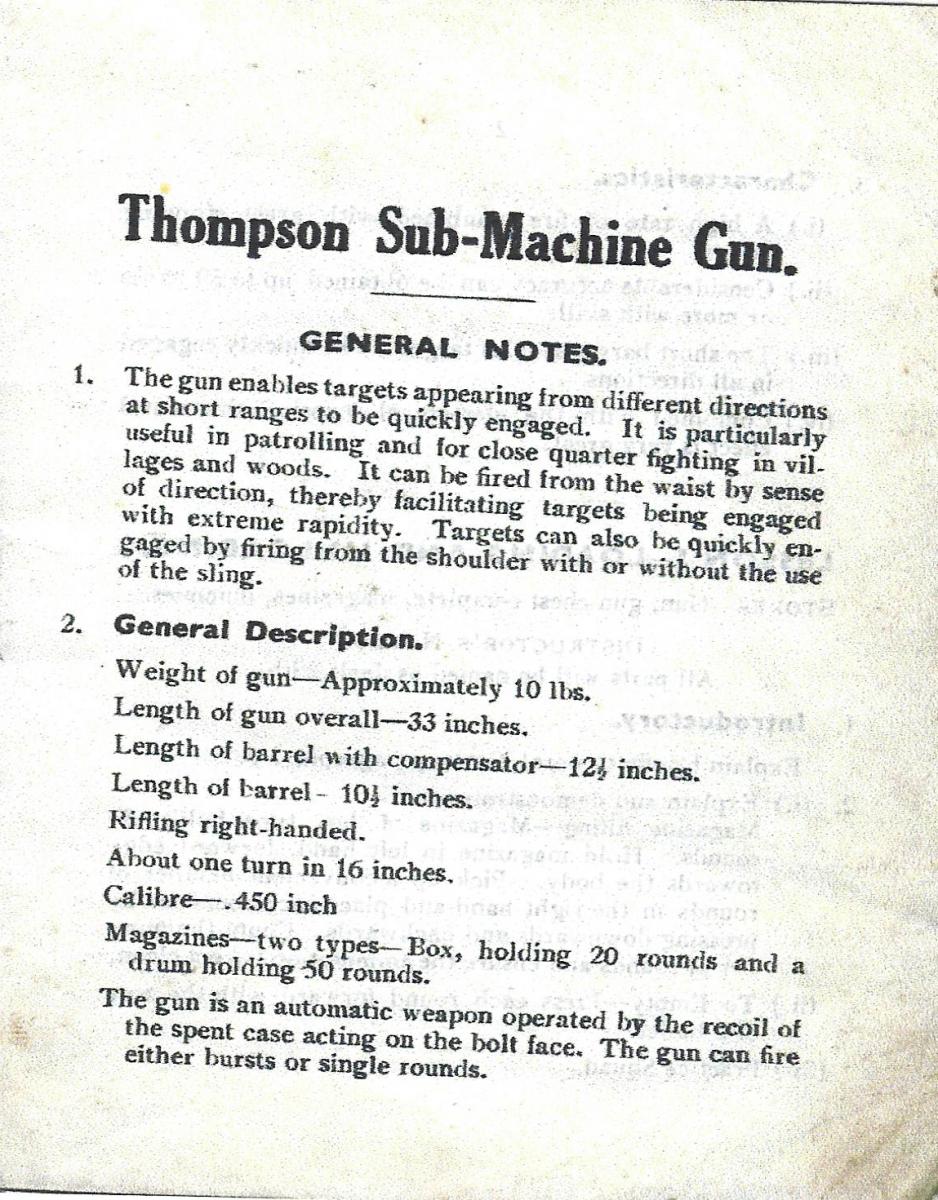 Thompson Sub-Machine Gun.
GENERAL NOTES.
1. The gun enables targets appearing from different directions
at short ranges to be quickly engaged. It is particularly
useful in patrolling and for close quarter fighting in vil-
lages and woods. It can be fired from the waist by sense
of direction, thereby facilitating targets being engaged
with extreme rapidity. Targets can also be quickly en-
gaged by firing from the shoulder with or without the use
of the sling.
2. General Description.
Weight of gun—Approximately 10 lbs.
Length of gun overall—33 inches.
Length of barrel with compensator—12½ inches.
Length of barrel - 10½ inches.
Rifling right-handed.
About one turn in 16 inches.
Calibre—.450 inch
Magazines—two types—Box, holding 20 rounds and a
drum holding 50 rounds.
The gun is an automatic weapon operated by the recoil of
the spent case acting on the bolt face. The gun can fire
either bursts or single rounds.